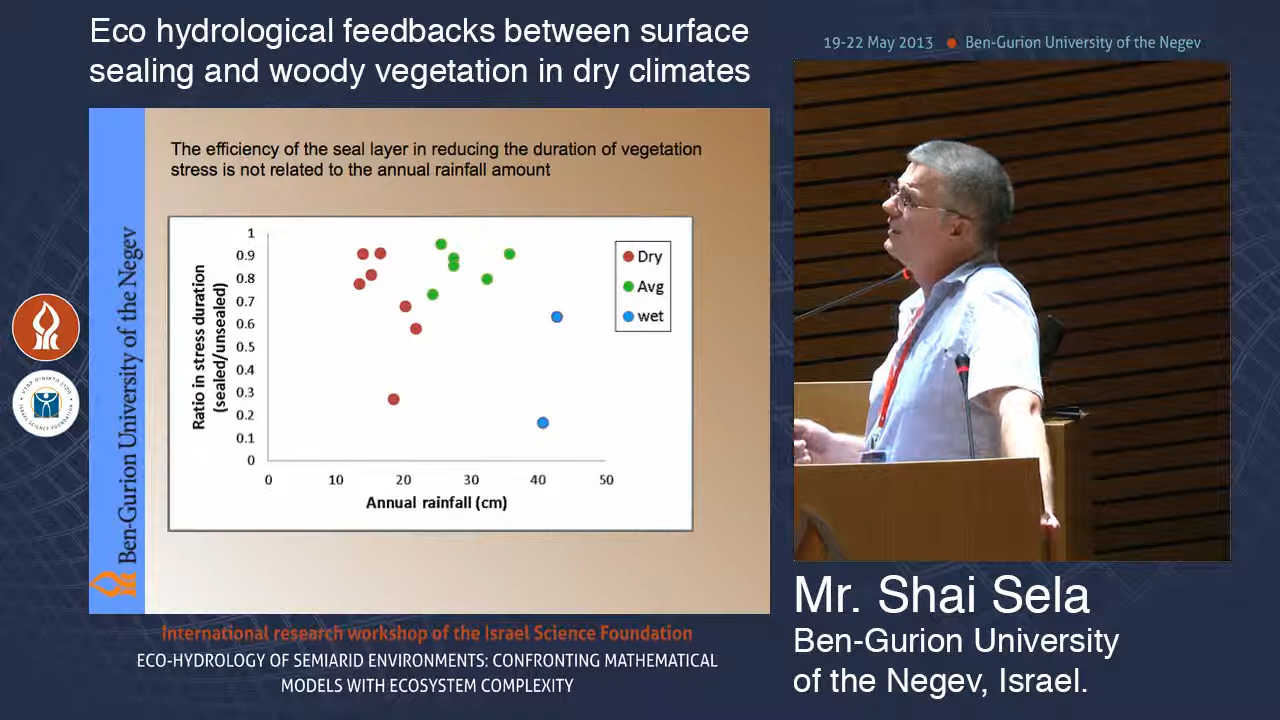 Eco hydrological feedbacks between surface
sealing and woody vegetation in dry climates
19-22 May 2013 ● Ben-Gurion University of the Negev
Ben-Gurion University of the Negev
The efficiency of the seal layer in reducing the duration of vegetation
stress is not related to the annual rainfall amount
Ratio in stress duration
(sealed/unsealed)
1
0.9
0.8
0.7
0.6
0.5
0.4
0.3
0.2
0.1
0
0 10 20 30 40 50
Annual rainfall (cm)
Dry
Avg
wet
International research workshop of the Israel Science Foundation
ECO-HYDROLOGY OF SEMIARID ENVIRONMENTS: CONFRONTING MATHEMATICAL
MODELS WITH ECOSYSTEM COMPLEXITY
Mr. Shai Sela
Ben-Gurion University
of the Negev, Israel.